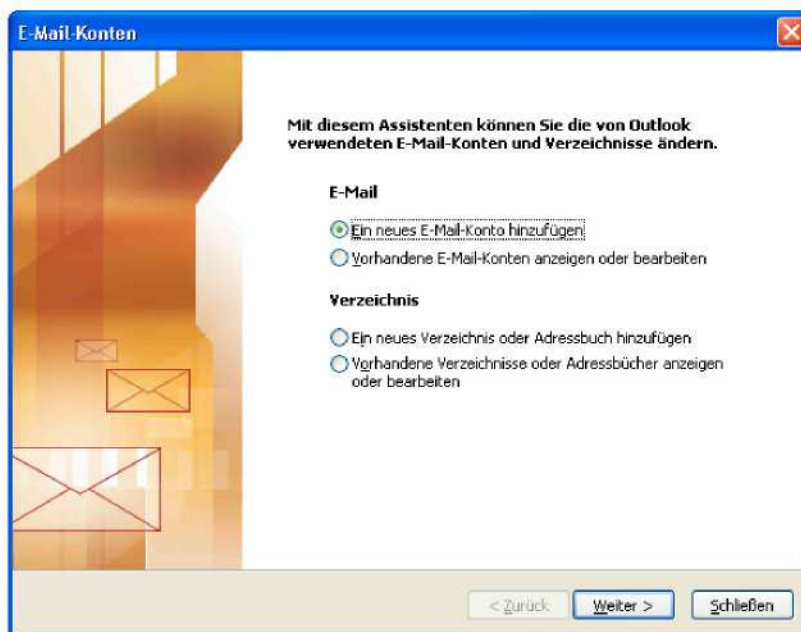 E-Mail-Konten
Mit diesem Assistenten können Sie die von Outlook
verwendeten E-Mail-Konten und Verzeichnisse ändern.
E-Mail
Ein neues E-Mail-Konto hinzufügen
Vorhandene E-Mail-Konten anzeigen oder bearbeiten
Verzeichnis
Ein neues Verzeichnis oder Adressbuch hinzufügen
Vorhandene Verzeichnisse oder Adressbücher anzeigen
oder bearbeiten
< Zurück Weiter > Schließen